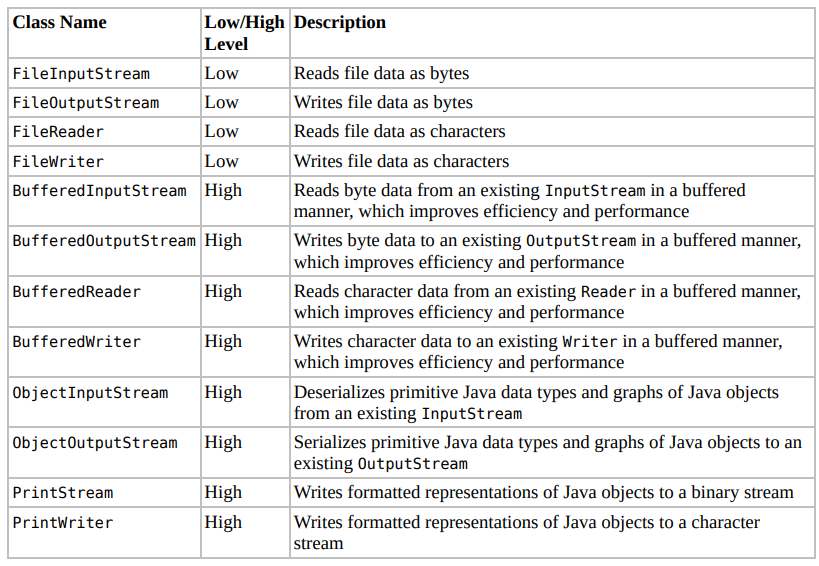 Class Name Low/High Description
Level
FileInputStream Low Reads file data as bytes
FileOutputStream Low Writes file data as bytes
FileReader Low Reads file data as characters
FileWriter Low Writes file data as characters
BufferedInputStream High Reads byte data from an existing InputStream in a buffered
manner, which improves efficiency and performance
BufferedOutputStream High Writes byte data to an existing OutputStream in a buffered manner,
which improves efficiency and performance
BufferedReader High Reads character data from an existing Reader in a buffered manner,
which improves efficiency and performance
BufferedWriter High Writes character data to an existing Writer in a buffered manner,
which improves efficiency and performance
ObjectInputStream High Deserializes primitive Java data types and graphs of Java objects
from an existing InputStream
ObjectOutputStream High Serializes primitive Java data types and graphs of Java objects to an
existing OutputStream
PrintStream High Writes formatted representations of Java objects to a binary stream
PrintWriter High Writes formatted representations of Java objects to a character
stream